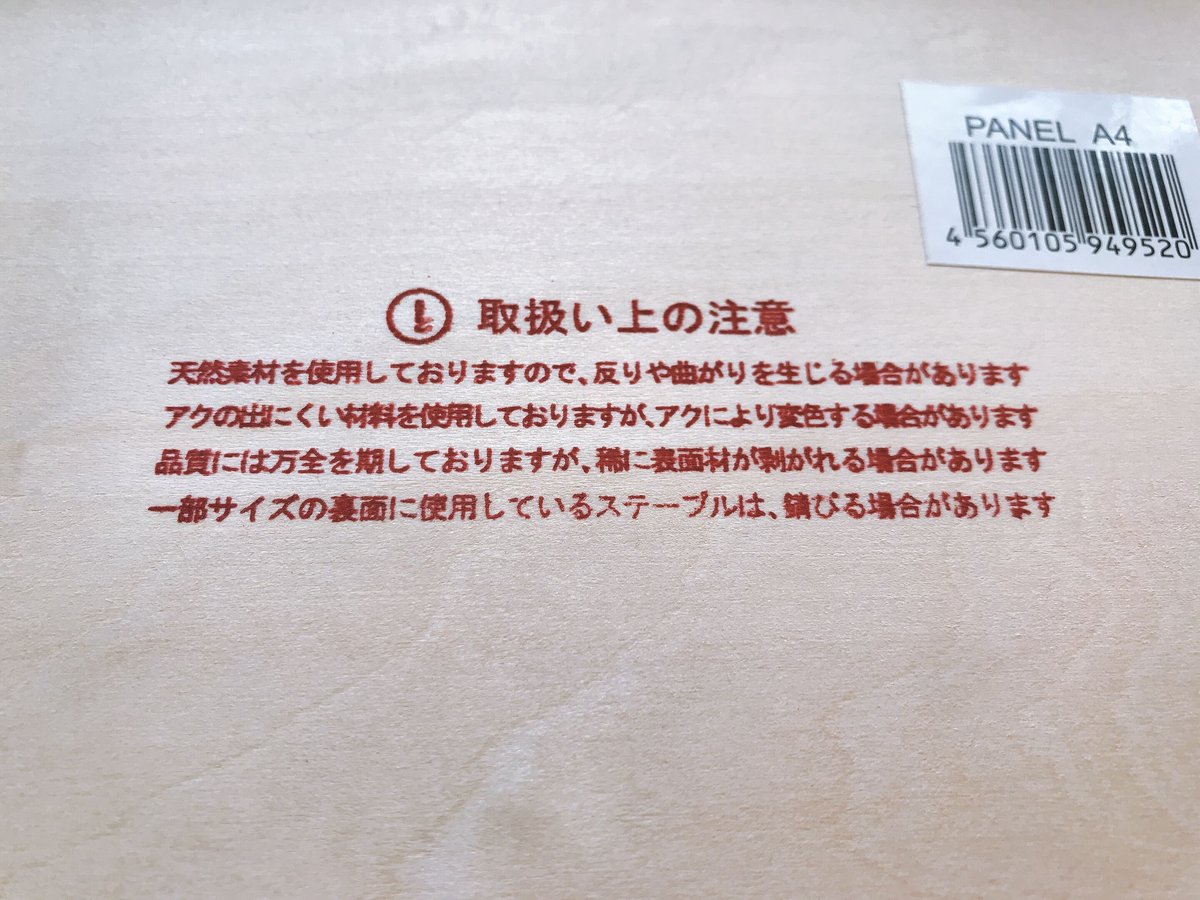 PANEL A4
4 560105 949520
! 取扱い上の注意
天然素材を使用しておりますので、反りや曲がりを生じる場合があります
アクの出にくい材料を使用しておりますが、アクにより変色する場合があります
品質には万全を期しておりますが、稀に表面材が剥がれる場合があります
一部サイズの裏面に使用しているステープルは、錆びる場合があります